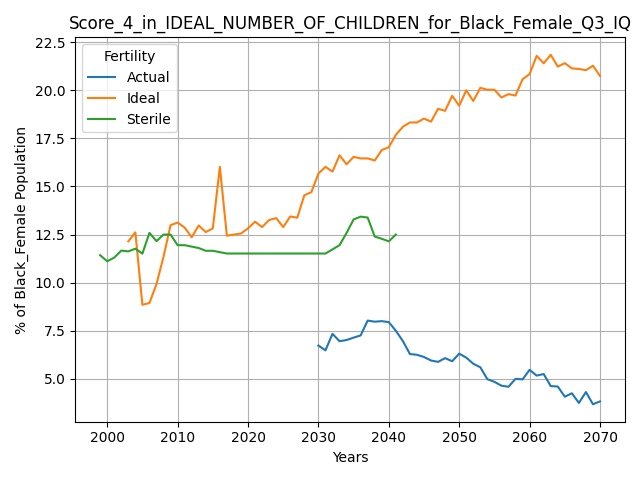 Score_4_in_IDEAL_NUMBER_OF_CHILDREN_for_Black_Female_Q3_IQ
22.5
20.0
17.5
15.0
12.5
10.0
7.5
5.0
% of Black_Female Population
Fertility
Actual
Ideal
Sterile
2000 2010 2020 2030 2040 2050 2060 2070
Years